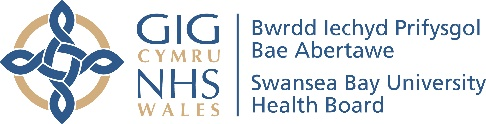 GIG
CYMRU
NHS
WALES
Bwrdd Iechyd Prifysgol
Bae Abertawe
Swansea Bay University
Health Board